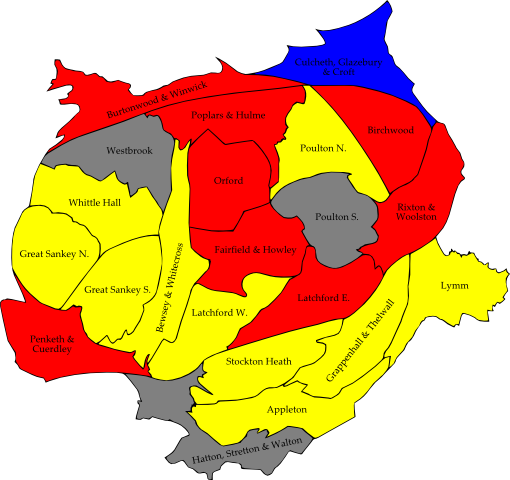 Culcheth, Glazebury
& Croft
Burtonwood & Winwick
Poplars & Hulme
Birchwood
Westbrook
Poulton N.
Orford
Whittle Hall
Rixton &
Woolston
Poulton S.
Great Sankey N.
Fairfield & Howley
Bewsey & Whitecross
Great Sankey S.
Lymm
Latchford E.
Latchford W.
Penketh &
Cuerdley
Grappenhall & Thelwall
Stockton Heath
Appleton
Hatton, Stretton & Walton